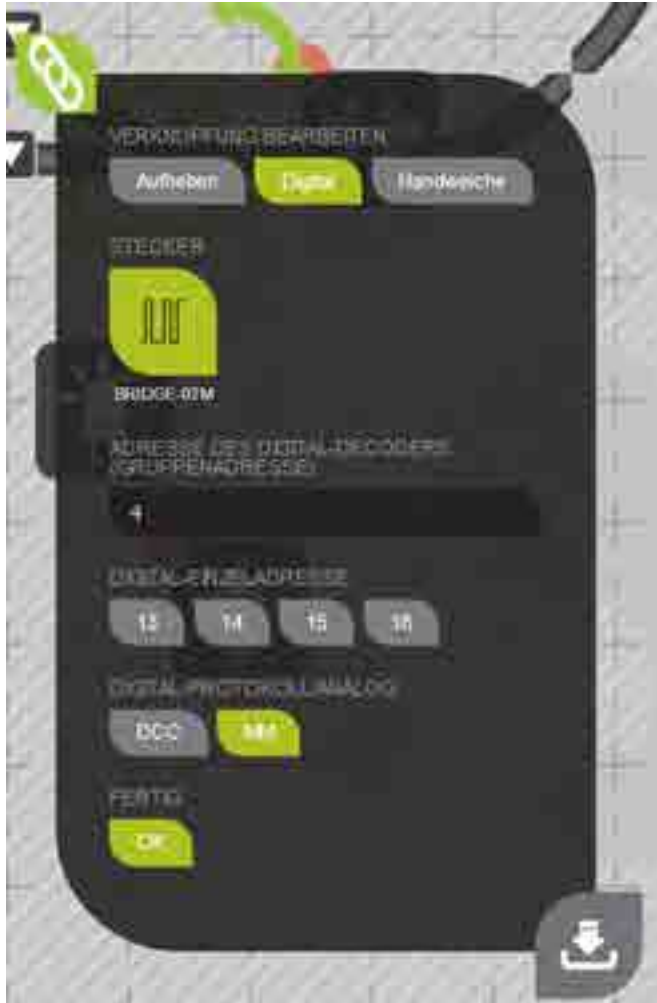 VERKNÜPFUNG BEARBEITEN
Aufheben Digital Handweiche
STECKER
BRIDGE-02M
ADRESSE DES DIGITAL-DECODERS
(GRUPPENADRESSE)
4
DIGITAL-EINZELADRESSE
13 14 15 16
DIGITAL-PROTOKOLL/ANALOG
DCC MM
FERTIG
OK